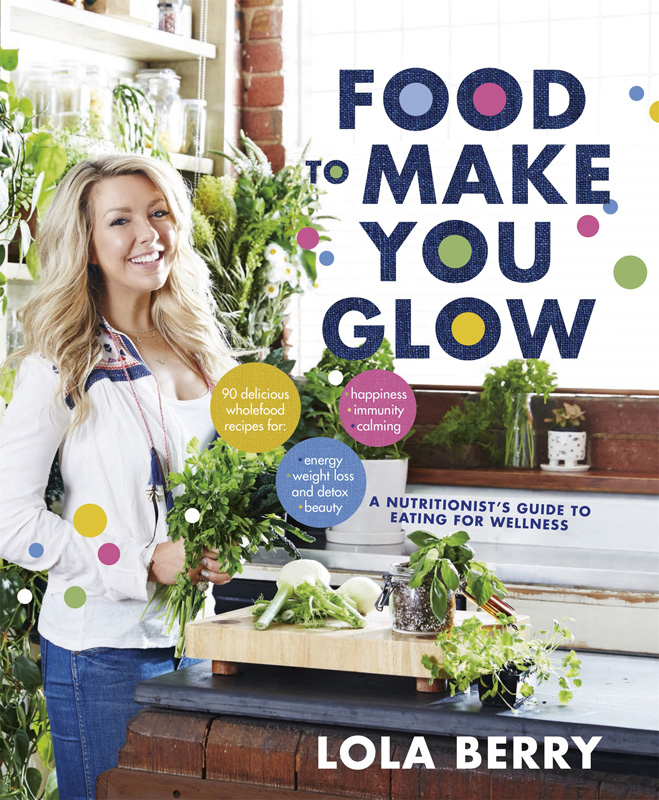 FOOD
TO MAKE
YOU
GLOW
90 delicious
wholefood
recipes for:
• happiness
• immunity
• calming
• energy
• weight loss
and detox
• beauty
A NUTRITIONIST'S GUIDE TO
EATING FOR WELLNESS
LOLA BERRY